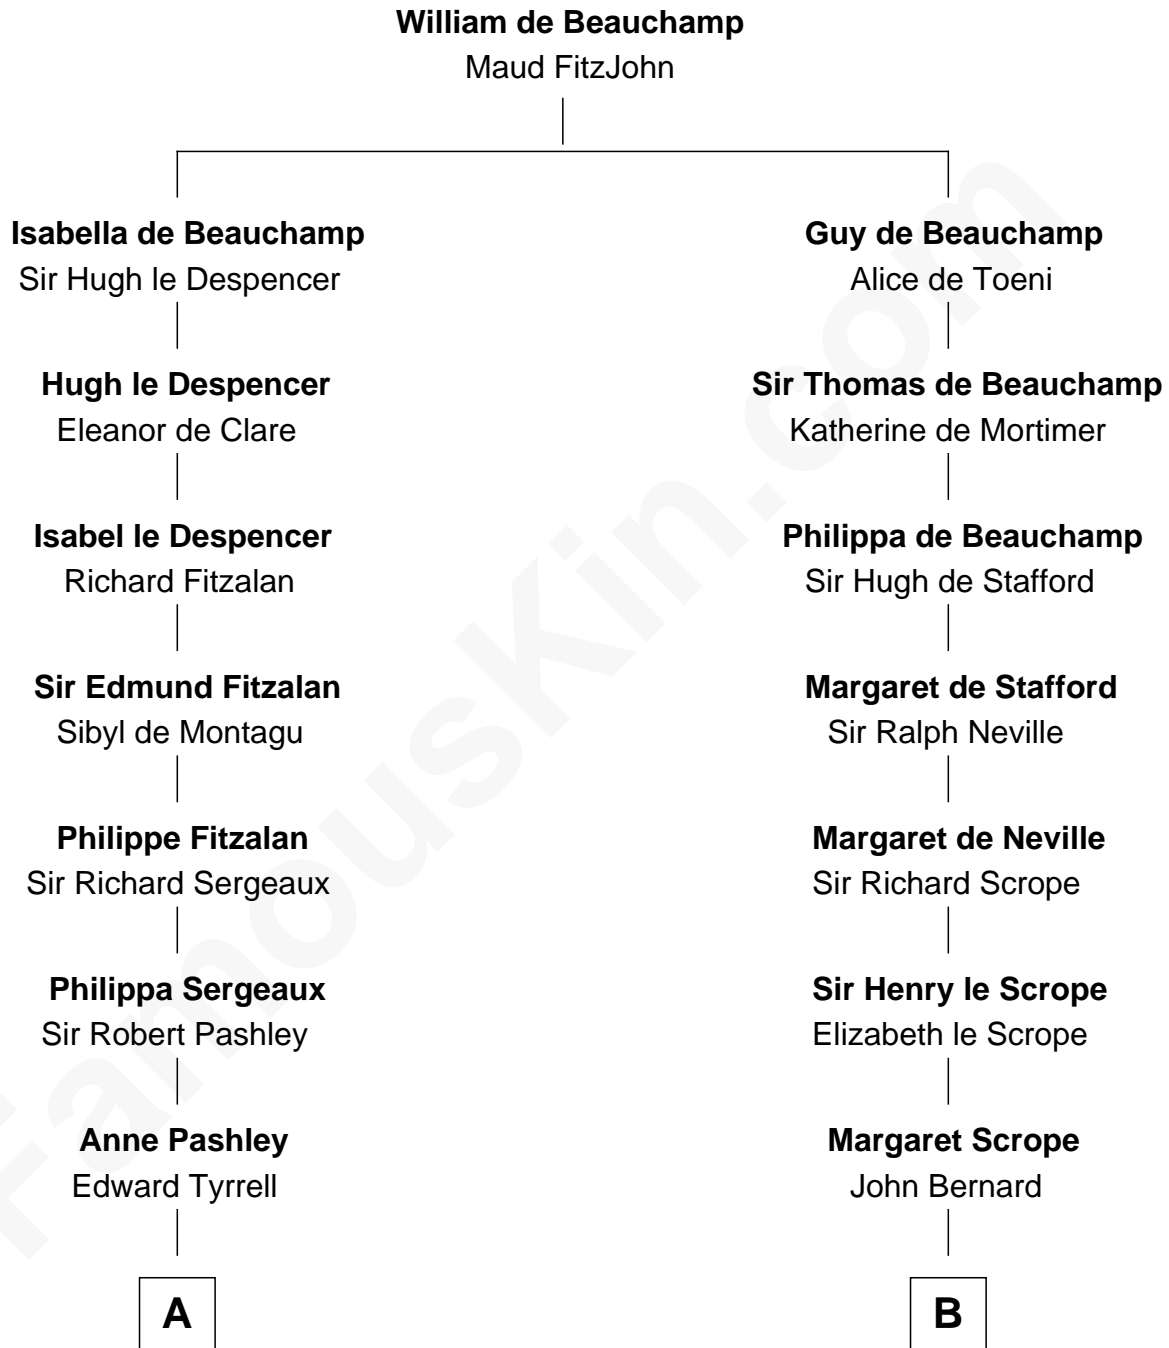 William de Beauchamp
Maud FitzJohn
Isabella de Beauchamp
Sir Hugh le Despencer
Guy de Beauchamp
Alice de Toeni
Hugh le Despencer
Eleanor de Clare
Sir Thomas de Beauchamp
Katherine de Mortimer
Isabel le Despencer
Richard Fitzalan
Philippa de Beauchamp
Sir Hugh de Stafford
Sir Edmund Fitzalan
Sibyl de Montagu
Margaret de Stafford
Sir Ralph Neville
Philippe Fitzalan
Sir Richard Sergeaux
Margaret de Neville
Sir Richard Scrope
Philippa Sergeaux
Sir Robert Pashley
Sir Henry le Scrope
Elizabeth le Scrope
Anne Pashley
Edward Tyrrell
Margaret Scrope
John Bernard
A
B
FamousKin.com